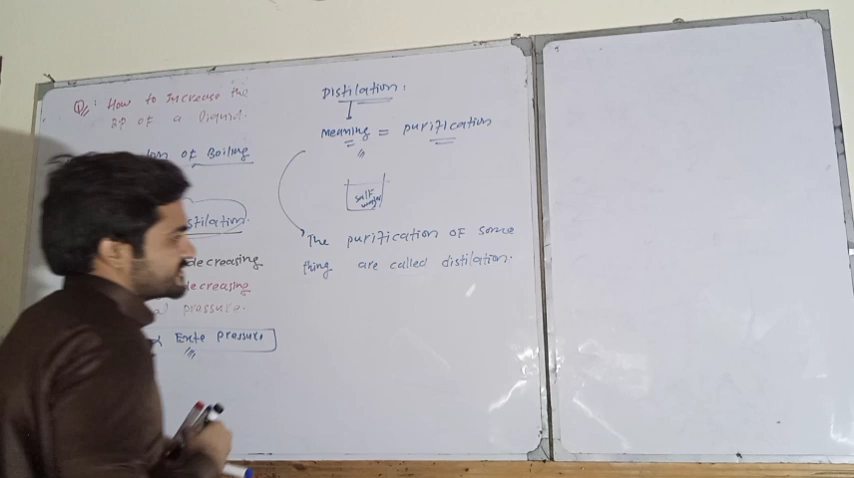 Q: How to Increase the
BP of a liquid.
of Boiling
stilation.
decreasing
decreasing
pressure.
Exte pressure
Distilation:
Meaning = purification
salt
water
The purification of some
thing are called distilation.